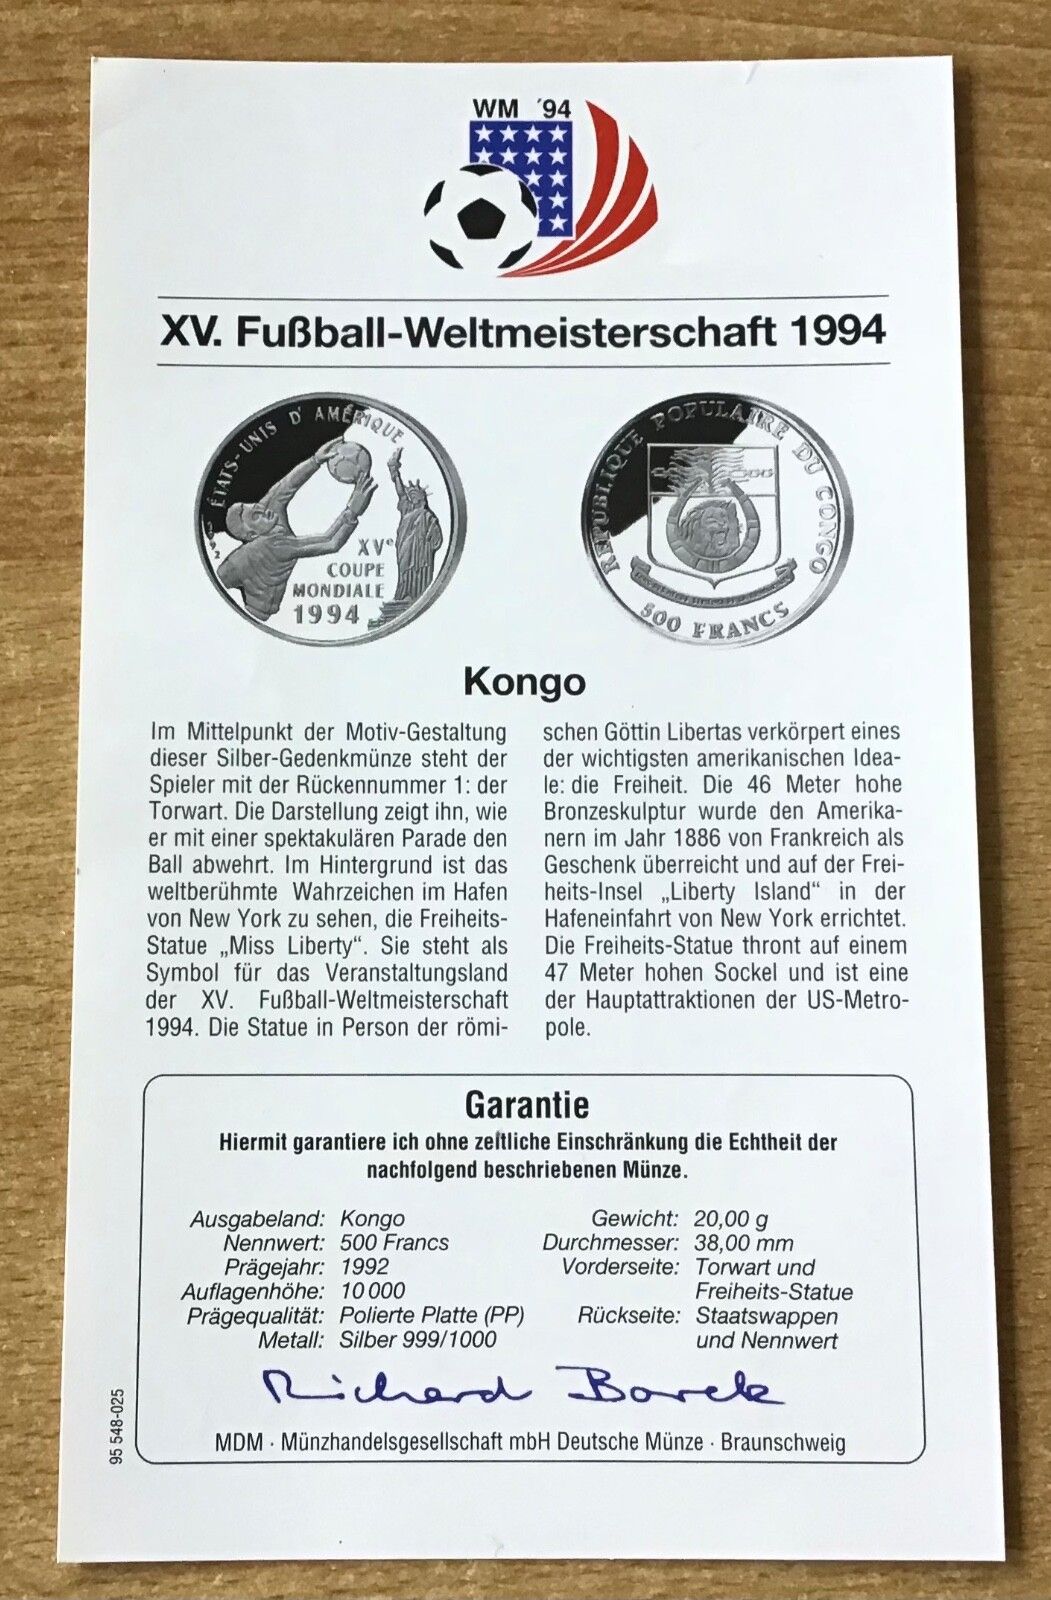 WM '94
XV. Fußball-Weltmeisterschaft 1994
ÉTATS-UNIS D'AMÉRIQUE
1992
XVe
COUPE
MONDIALE
1994
REPUBLIQUE POPULAIRE DU CONGO
500 FRANCS
Kongo
Im Mittelpunkt der Motiv-Gestaltung
dieser Silber-Gedenkmünze steht der
Spieler mit der Rückennummer 1: der
Torwart. Die Darstellung zeigt ihn, wie
er mit einer spektakulären Parade den
Ball abwehrt. Im Hintergrund ist das
weltberühmte Wahrzeichen im Hafen
von New York zu sehen, die Freiheits-
Statue „Miss Liberty“. Sie steht als
Symbol für das Veranstaltungsland
der XV. Fußball-Weltmeisterschaft
1994. Die Statue in Person der römi-
schen Göttin Libertas verkörpert eines
der wichtigsten amerikanischen Idea-
le: die Freiheit. Die 46 Meter hohe
Bronzeskulptur wurde den Amerika-
nern im Jahr 1886 von Frankreich als
Geschenk überreicht und auf der Frei-
heits-Insel „Liberty Island“ in der
Hafeneinfahrt von New York errichtet.
Die Freiheits-Statue thront auf einem
47 Meter hohen Sockel und ist eine
der Hauptattraktionen der US-Metro-
pole.
Garantie
Hiermit garantiere ich ohne zeitliche Einschränkung die Echtheit der
nachfolgend beschriebenen Münze.
Ausgabeland: Kongo
Nennwert: 500 Francs
Prägejahr: 1992
Auflagenhöhe: 10 000
Prägequalität: Polierte Platte (PP)
Metall: Silber 999/1000
Gewicht: 20,00 g
Durchmesser: 38,00 mm
Vorderseite: Torwart und
Freiheits-Statue
Rückseite: Staatswappen
und Nennwert
Richard Borek
MDM · Münzhandelsgesellschaft mbH Deutsche Münze · Braunschweig
95 548-025